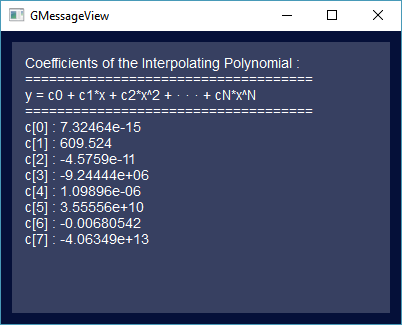 GMessageView
Coefficients of the Interpolating Polynomial :
====================================
y = c0 + c1*x + c2*x^2 + · · · + cN*x^N
====================================
c[0] : 7.32464e-15
c[1] : 609.524
c[2] : -4.5759e-11
c[3] : -9.24444e+06
c[4] : 1.09896e-06
c[5] : 3.55556e+10
c[6] : -0.00680542
c[7] : -4.06349e+13